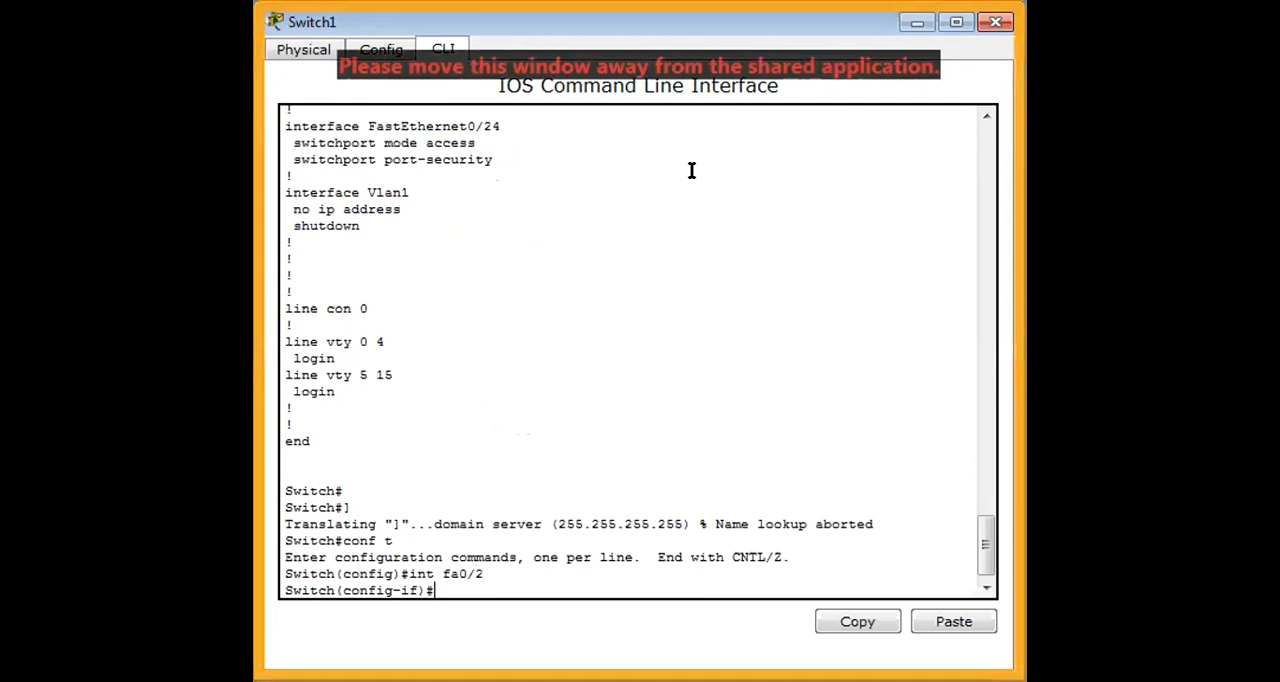 Switch1
Physical
Config
CLI
Please move this window away from the shared application.
IOS Command Line Interface
!
interface FastEthernet0/24
switchport mode access
switchport port-security
!
interface Vlan1
no ip address
shutdown
!
!
!
!
line con 0
!
line vty 0 4
login
line vty 5 15
login
!
!
end
Switch#
Switch#]
Translating "]"...domain server (255.255.255.255) % Name lookup aborted
Switch#conf t
Enter configuration commands, one per line.  End with CNTL/Z.
Switch(config)#int fa0/2
Switch(config-if)#
Copy
Paste